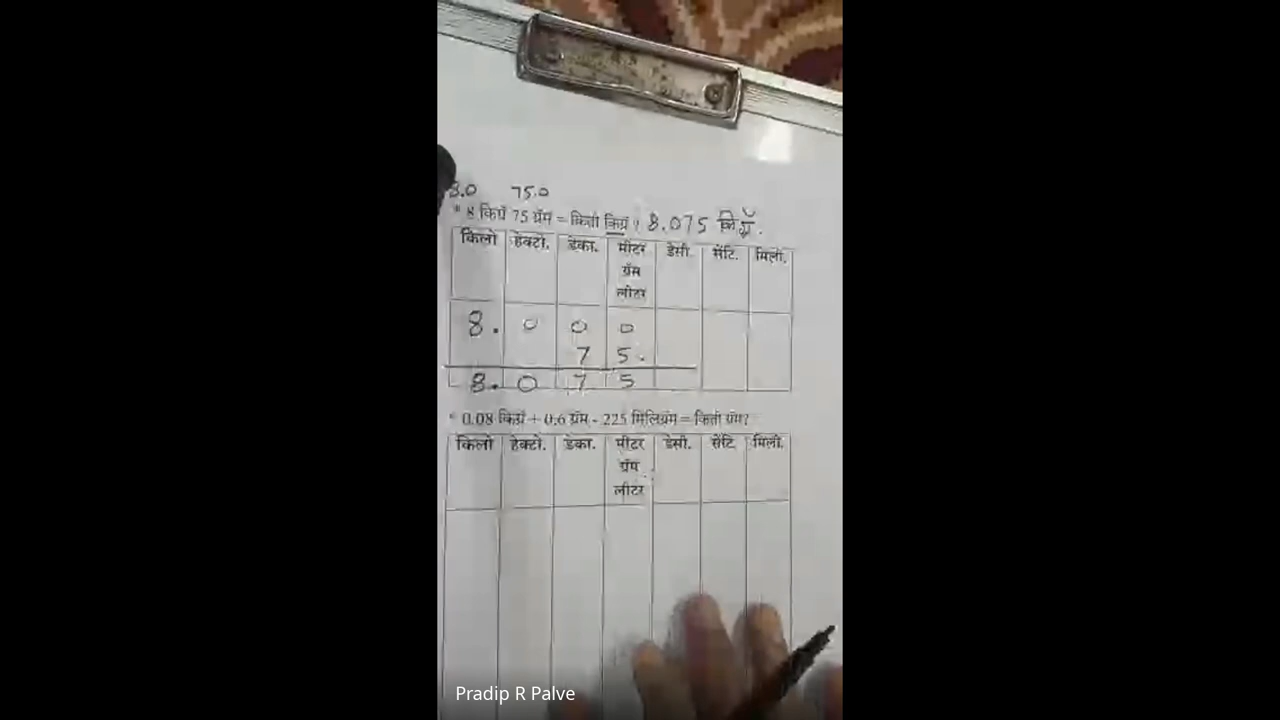 8.0 75.0
* 8 किग्रॅ 75 ग्रॅम = किती किग्रॅ ? 8.075 किग्रॅ.
किलो हेक्टो. डेका. मीटर ग्रॅम लीटर डेसी. सेंटि. मिली.
8. 0 0 0
7 5.
8. 0 7 5
* 0.08 किग्रॅ + 0.6 ग्रॅम - 225 मिलिग्रॅम = किती ग्रॅम?
किलो हेक्टो. डेका. मीटर ग्रॅम लीटर डेसी. सेंटि. मिली.
Pradip R Palve